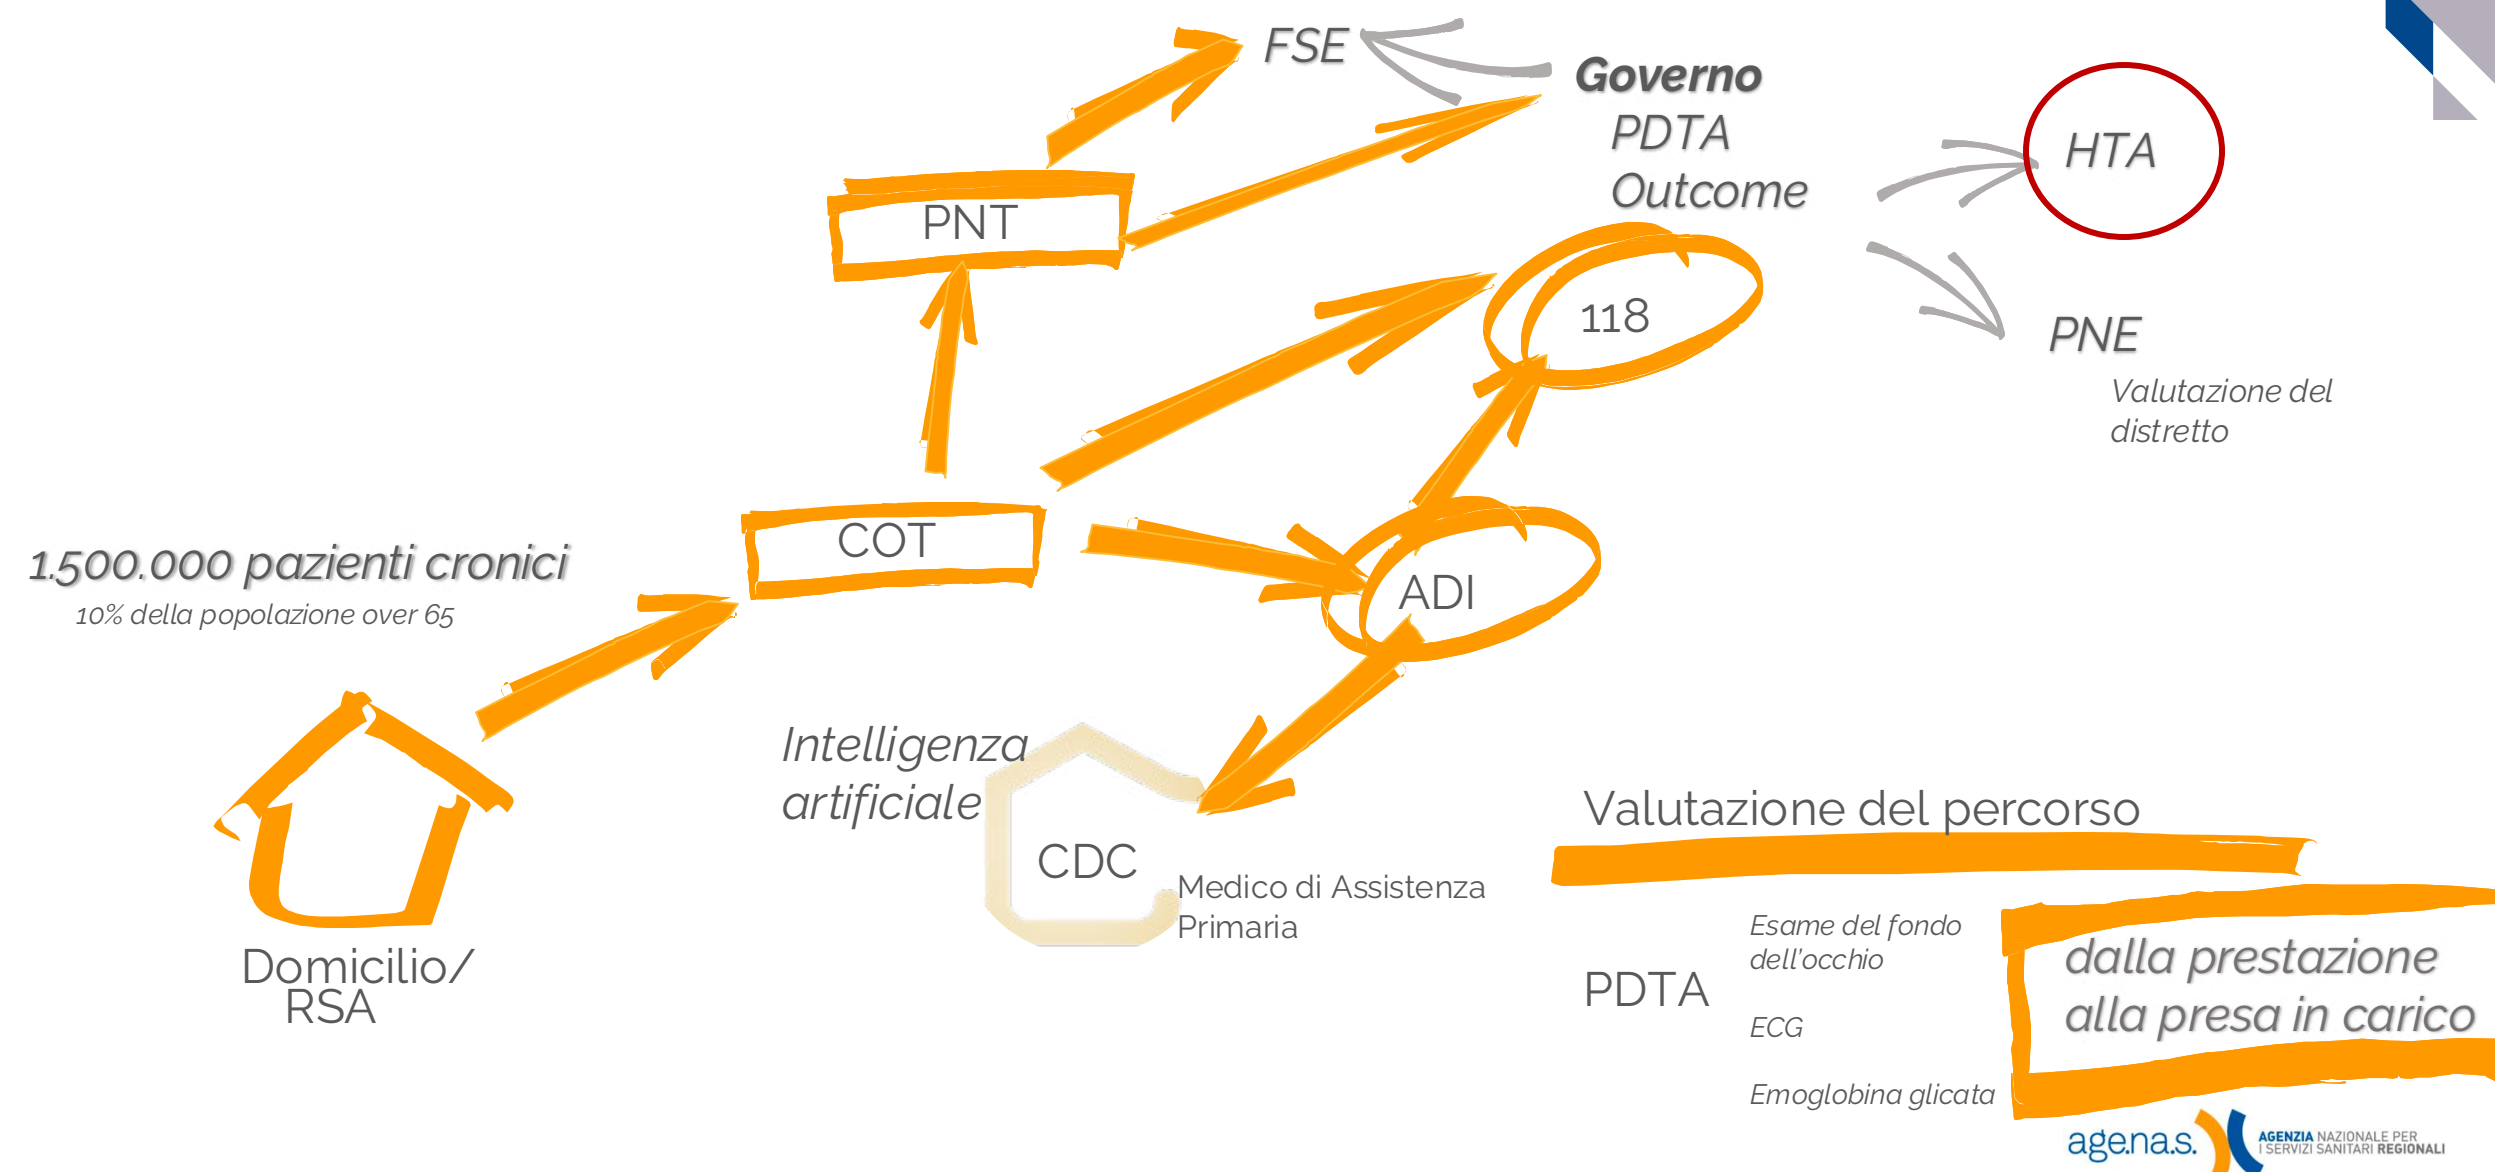 FSE
Governo
PDTA
Outcome
HTA
PNT
118
PNE
Valutazione del
distretto
COT
1.500.000 pazienti cronici
10% della popolazione over 65
ADI
Intelligenza
artificiale
CDC
Medico di Assistenza
Primaria
Domicilio/
RSA
Valutazione del percorso
PDTA
Esame del fondo
dell'occhio
ECG
Emoglobina glicata
dalla prestazione
alla presa in carico
age.na.s.
AGENZIA NAZIONALE PER
I SERVIZI SANITARI REGIONALI